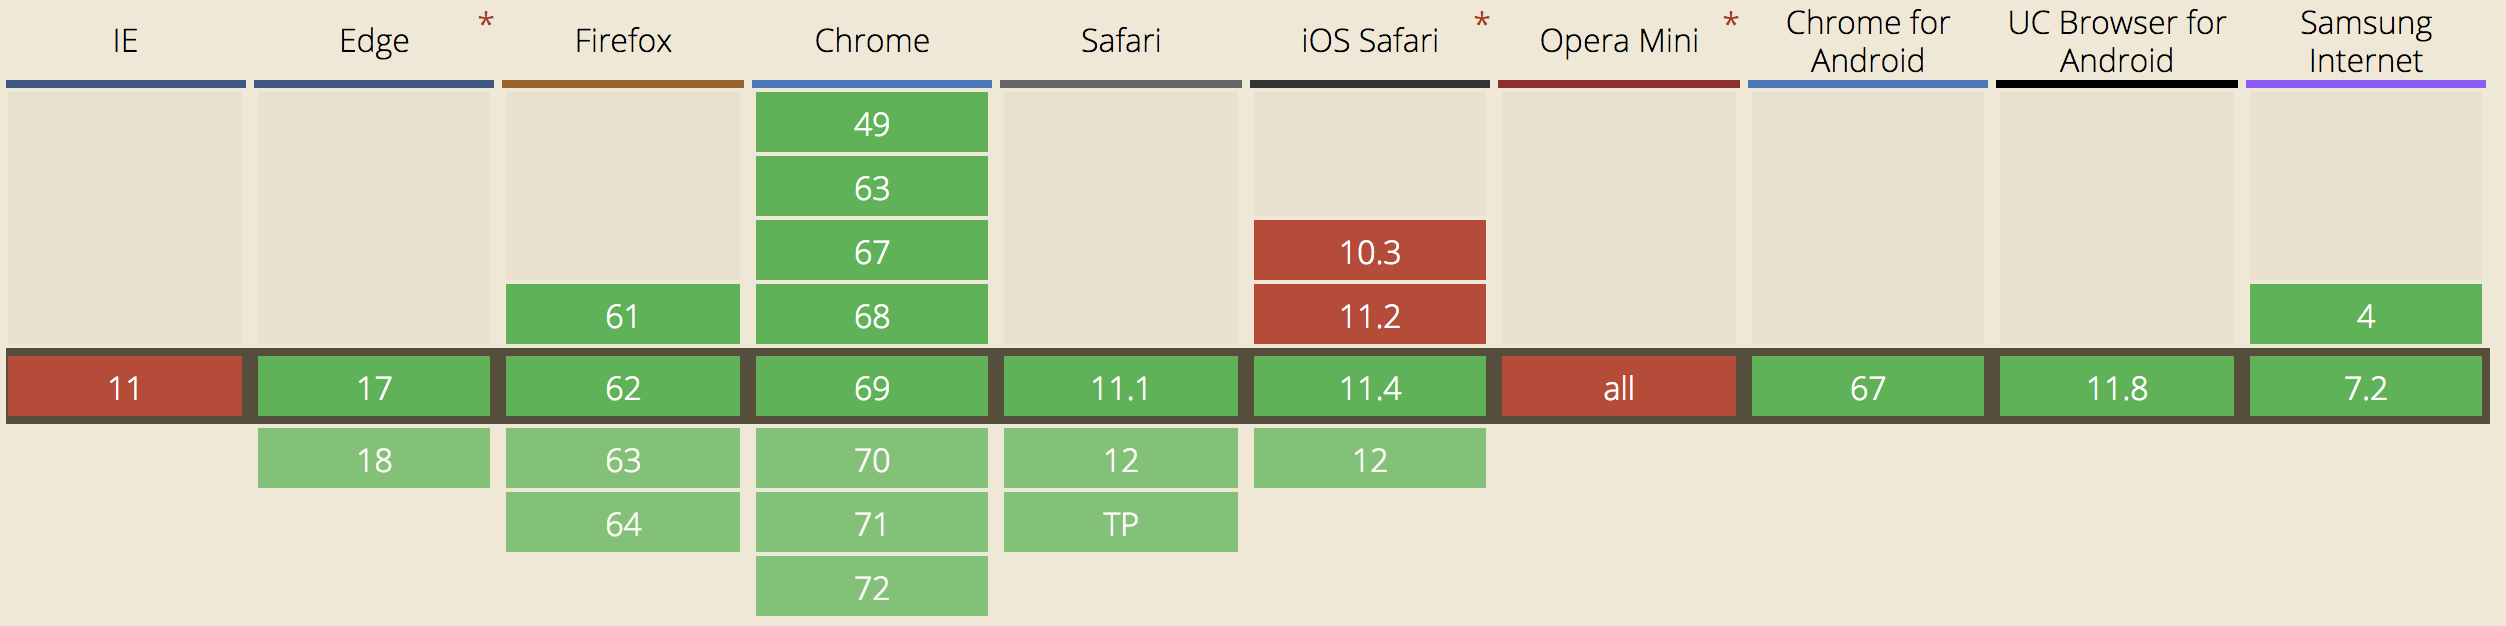 IE Edge * Firefox Chrome Safari iOS Safari * Opera Mini * Chrome for Android UC Browser for Android Samsung Internet
49
63
67 10.3
61 68 11.2 4
11 17 62 69 11.1 11.4 all 67 11.8 7.2
18 63 70 12 12
64 71 TP
72